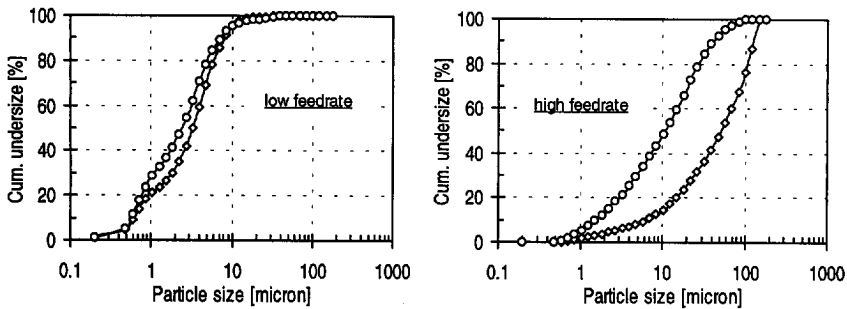 Cum. undersize [%]
100
80
60
40
20
0
low feedrate
0.1 1 10 100 1000
Particle size [micron]
Cum. undersize [%]
100
80
60
40
20
0
high feedrate
0.1 1 10 100 1000
Particle size [micron]